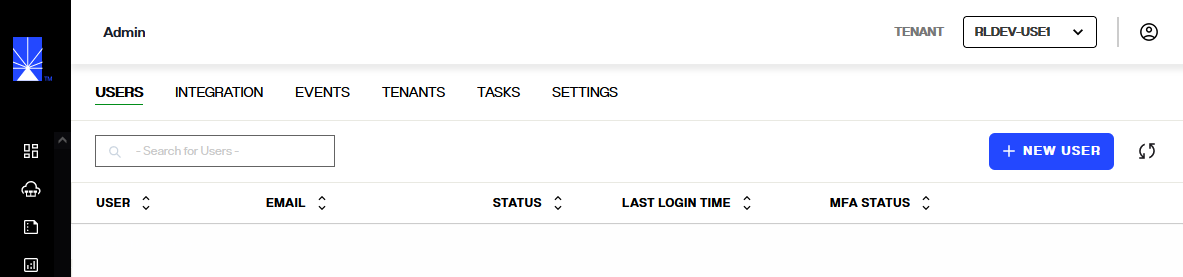 Admin TENANT RLDEV-USE1
TM
USERS INTEGRATION EVENTS TENANTS TASKS SETTINGS
- Search for Users - + NEW USER
USER EMAIL STATUS LAST LOGIN TIME MFA STATUS